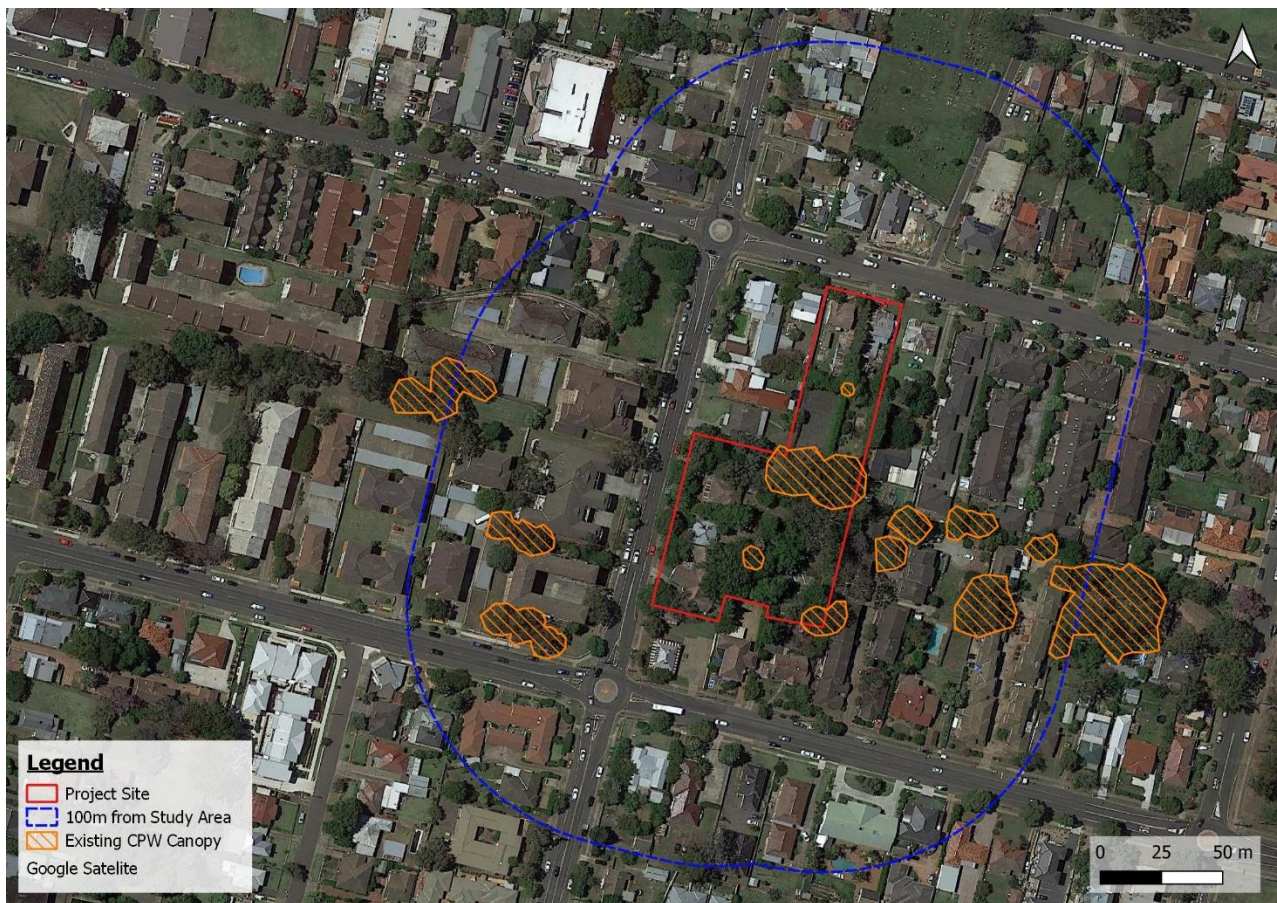 Legend
Project Site
100m from Study Area
Existing CPW Canopy
Google Satelite
0 25 50 m